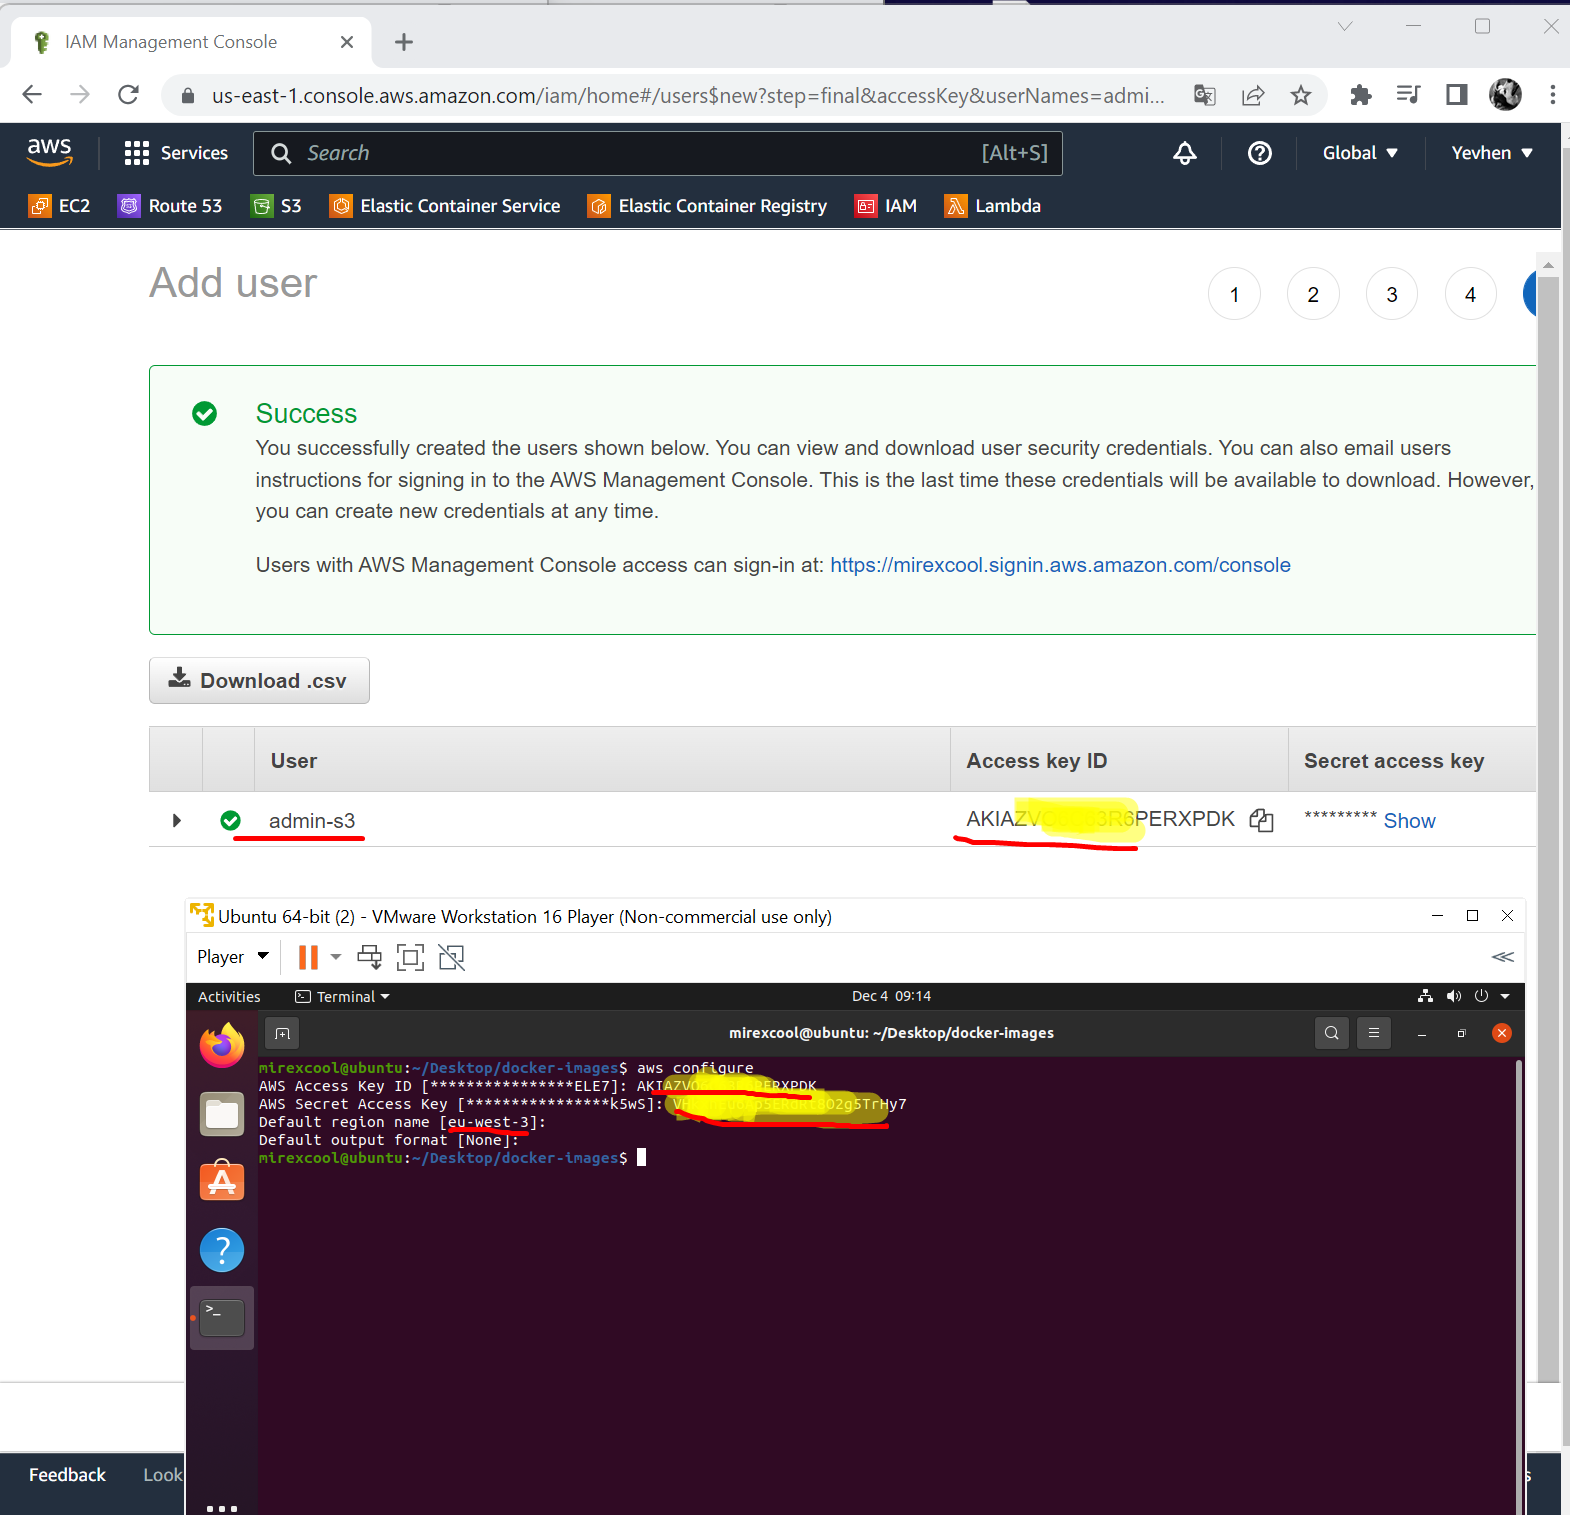 IAM Management Console
us-east-1.console.aws.amazon.com/iam/home#/users$new?step=final&accessKey&userNames=admi...
aws
Services
Search
[Alt+S]
Global
Yevhen
EC2
Route 53
S3
Elastic Container Service
Elastic Container Registry
IAM
Lambda
Add user
1
2
3
4
Success
You successfully created the users shown below. You can view and download user security credentials. You can also email users
instructions for signing in to the AWS Management Console. This is the last time these credentials will be available to download. However,
you can create new credentials at any time.
Users with AWS Management Console access can sign-in at: https://mirexcool.signin.aws.amazon.com/console
Download .csv
User
Access key ID
Secret access key
admin-s3
********* Show
Ubuntu 64-bit (2) - VMware Workstation 16 Player (Non-commercial use only)
Player
Activities
Terminal
Dec 4 09:14
mirexcool@ubuntu: ~/Desktop/docker-images
mirexcool@ubuntu:~/Desktop/docker-images$ aws configure
AWS Access Key ID [****************ELE7]:
AWS Secret Access Key [****************k5wS]:
Default region name [eu-west-3]:
Default output format [None]:
mirexcool@ubuntu:~/Desktop/docker-images$
Feedback
Look